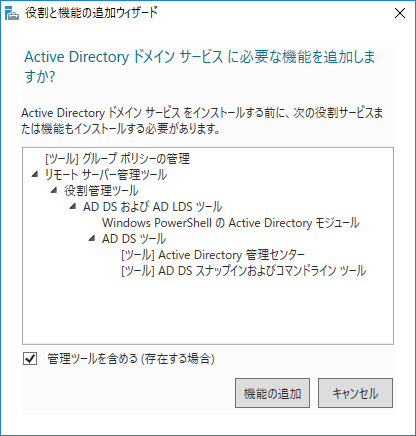 役割と機能の追加ウィザード
Active Directory ドメイン サービス に必要な機能を追加しま
すか?
Active Directory ドメイン サービス をインストールする前に、次の役割サービスま
たは機能もインストールする必要があります。
[ツール] グループ ポリシーの管理
リモート サーバー管理ツール
役割管理ツール
AD DS および AD LDS ツール
Windows PowerShell の Active Directory モジュール
AD DS ツール
[ツール] Active Directory 管理センター
[ツール] AD DS スナップインおよびコマンドライン ツール
管理ツールを含める (存在する場合)
機能の追加
キャンセル